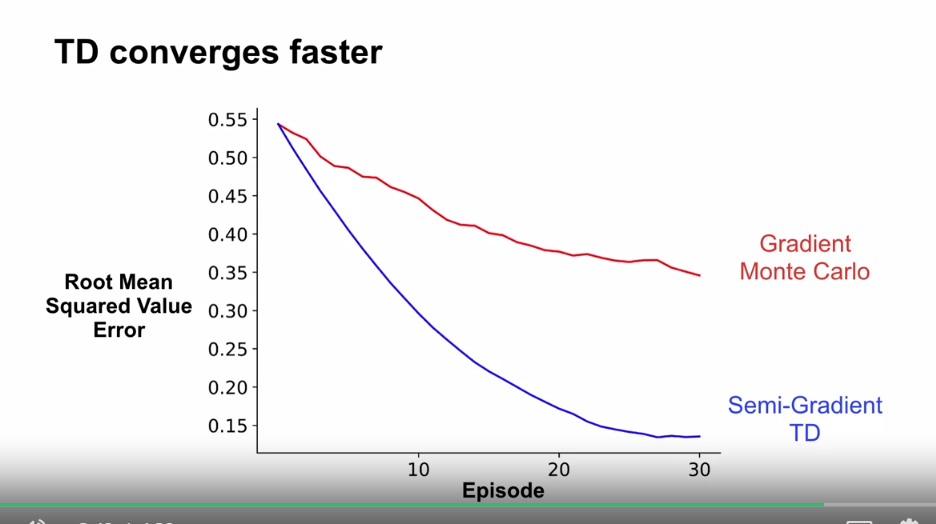 TD converges faster
0.55
0.50
0.45
0.40
0.35
0.30
0.25
0.20
0.15
Root Mean
Squared Value
Error
Gradient
Monte Carlo
Semi-Gradient
TD
10
20
30
Episode